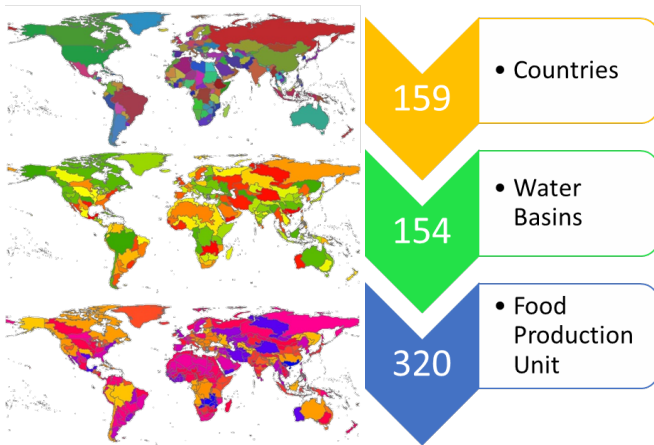 159
• Countries
154
• Water
Basins
320
• Food
Production
Unit